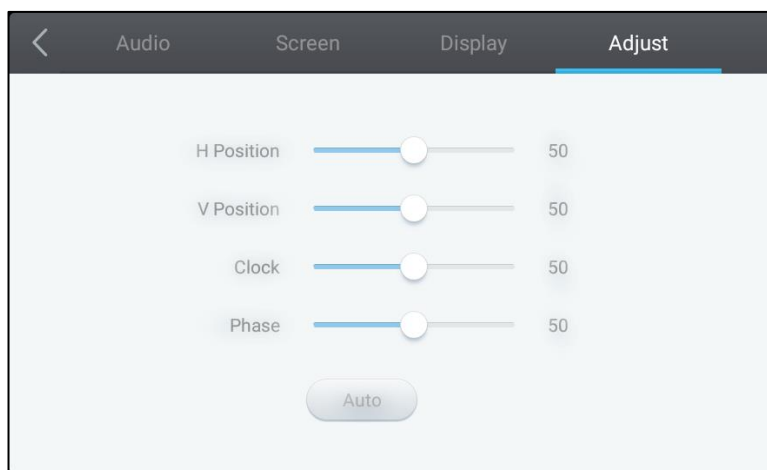 Audio Screen Display Adjust
H Position 50
V Position 50
Clock 50
Phase 50
Auto